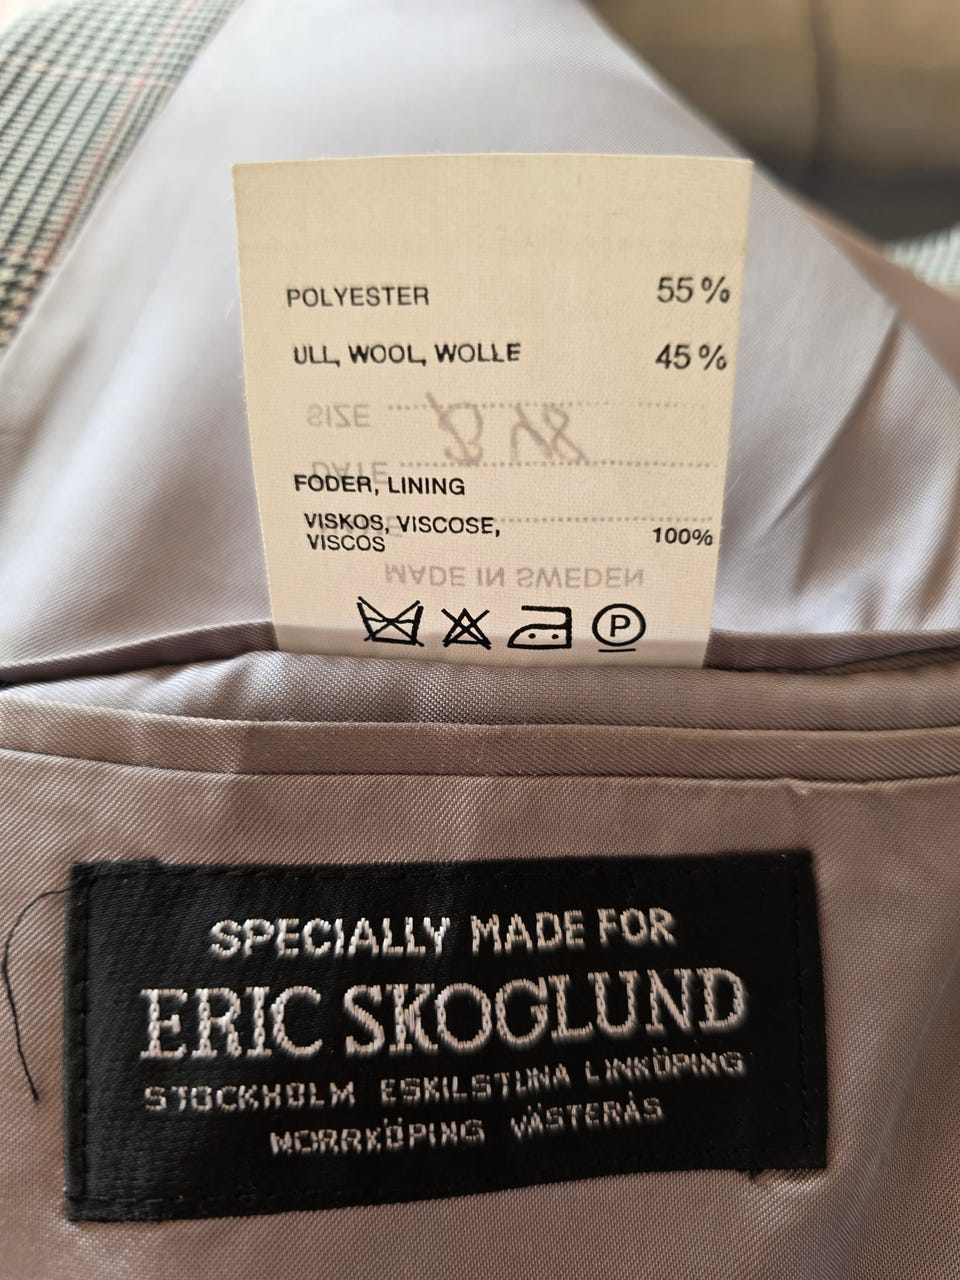 POLYESTER 55%
ULL, WOOL, WOLLE 45%
SIZE
DATE
FODER, LINING
VISKOS, VISCOSE,
VISCOS 100%
MADE IN SWEDEN
P
SPECIALLY MADE FOR
ERIC SKOGLUND
STOCKHOLM ESKILSTUNA LINKÖPING
NORRKÖPING VÄSTERÅS